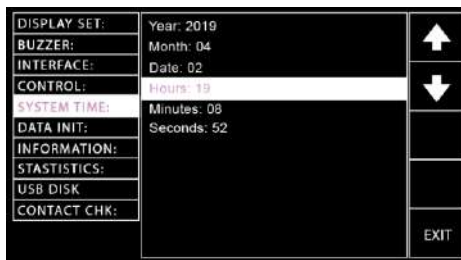 DISPLAY SET:
BUZZER:
INTERFACE:
CONTROL:
SYSTEM TIME:
DATA INIT:
INFORMATION:
STASTISTICS:
USB DISK
CONTACT CHK:
Year: 2019
Month: 04
Date: 02
Hours: 19
Minutes: 08
Seconds: 52
EXIT